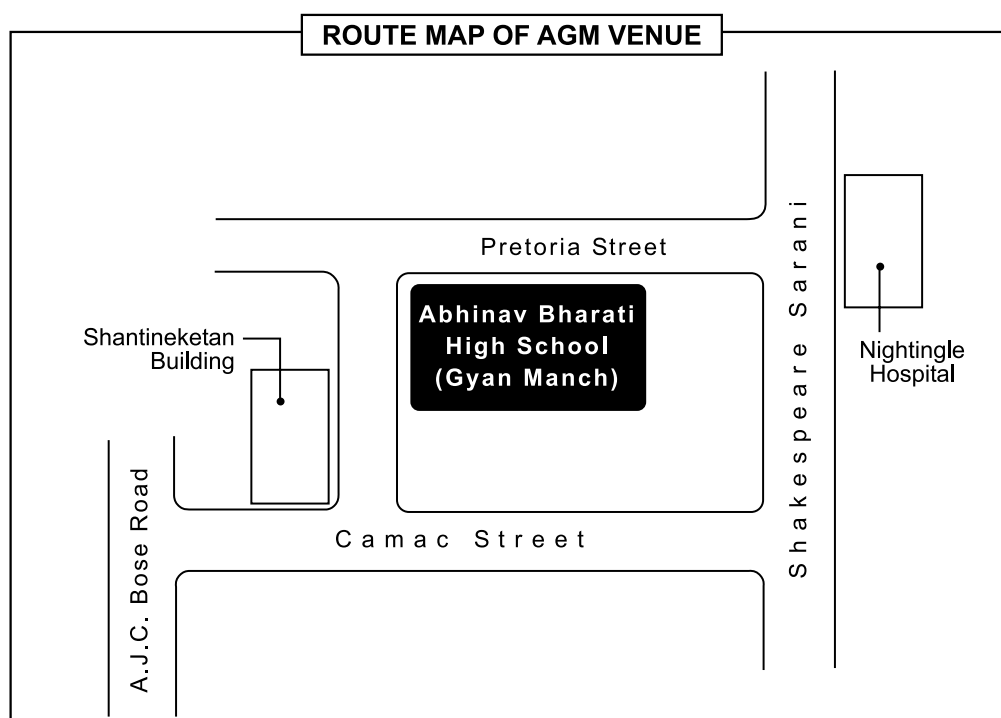 ROUTE MAP OF AGM VENUE
Pretoria Street
Abhinav Bharati
High School
(Gyan Manch)
Shantineketan
Building
Nightingle
Hospital
Shakespeare Sarani
Camac Street
A.J.C. Bose Road